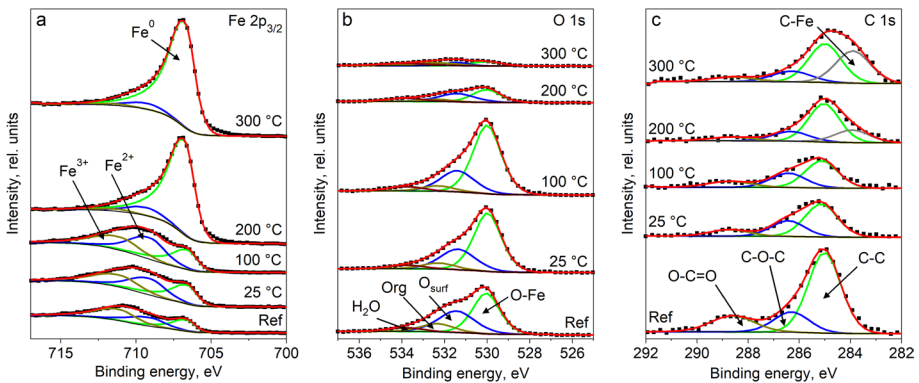 a
Fe 2p3/2
Fe0
300 °C
Fe3+
Fe2+
200 °C
100 °C
25 °C
Ref
715 710 705 700
Binding energy, eV
Intensity, rel. units
b
O 1s
300 °C
200 °C
100 °C
25 °C
H2O
Org
Osurf
O-Fe
Ref
536 534 532 530 528 526
Binding energy, eV
Intensity, rel. units
c
C-Fe
C 1s
300 °C
200 °C
100 °C
25 °C
O-C=O
C-O-C
C-C
Ref
292 290 288 286 284 282
Binding energy, eV
Intensity, rel. units